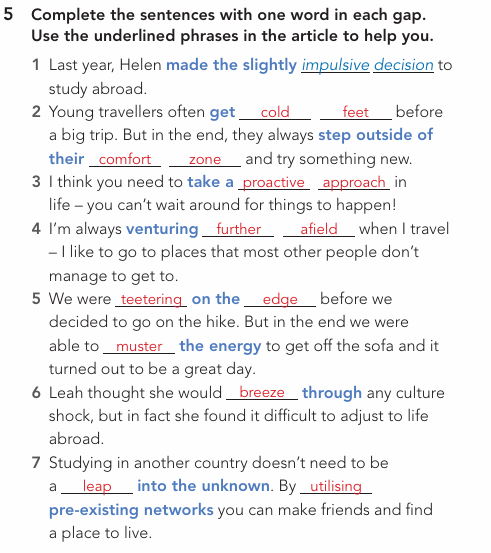 5 Complete the sentences with one word in each gap.
Use the underlined phrases in the article to help you.
1 Last year, Helen made the slightly impulsive decision to
study abroad.
2 Young travellers often get cold feet before
a big trip. But in the end, they always step outside of
their comfort zone and try something new.
3 I think you need to take a proactive approach in
life – you can't wait around for things to happen!
4 I'm always venturing further afield when I travel
– I like to go to places that most other people don't
manage to get to.
5 We were teetering on the edge before we
decided to go on the hike. But in the end we were
able to muster the energy to get off the sofa and it
turned out to be a great day.
6 Leah thought she would breeze through any culture
shock, but in fact she found it difficult to adjust to life
abroad.
7 Studying in another country doesn't need to be
a leap into the unknown. By utilising
pre-existing networks you can make friends and find
a place to live.